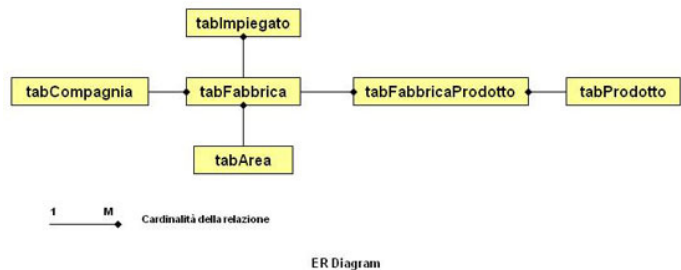 tabImpiegato
tabCompagnia
tabFabbrica
tabFabbricaProdotto
tabProdotto
tabArea
1 M
Cardinalità della relazione
ER Diagram